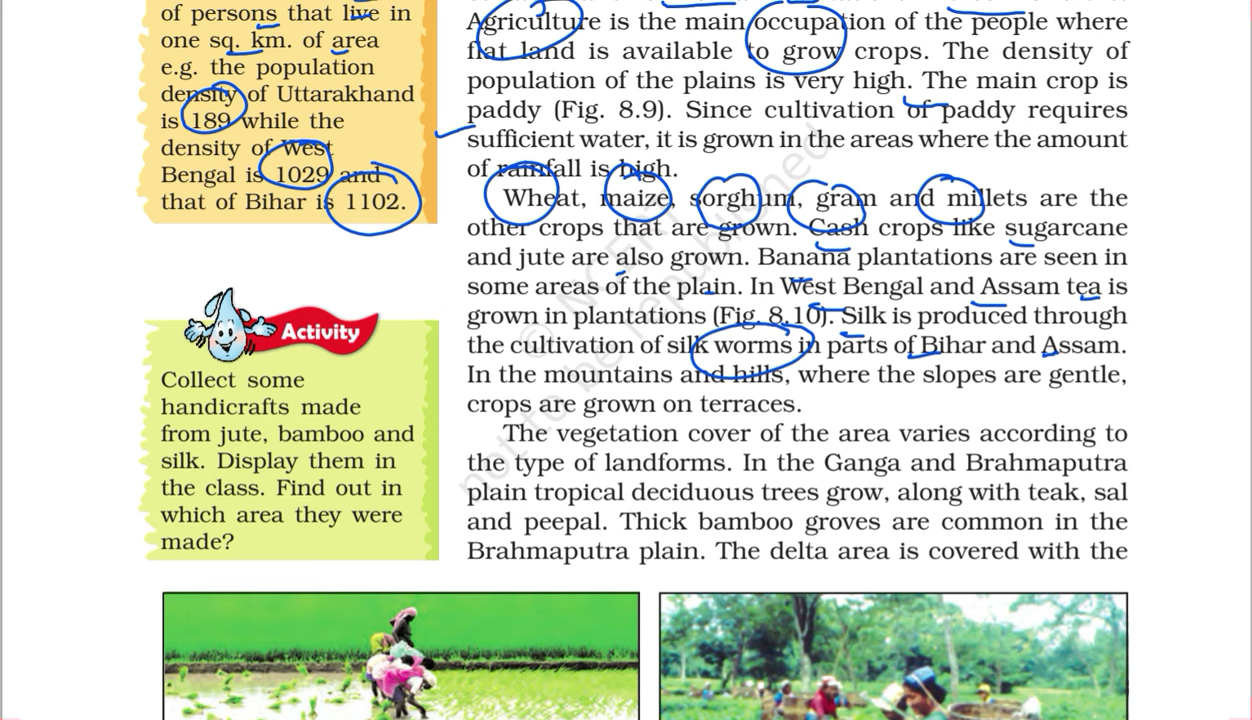 of persons that live in
one sq. km. of area
e.g. the population
density of Uttarakhand
is 189 while the
density of West
Bengal is 1029 and
that of Bihar is 1102.
Activity
Collect some
handicrafts made
from jute, bamboo and
silk. Display them in
the class. Find out in
which area they were
made?
Agriculture is the main occupation of the people where
flat land is available to grow crops. The density of
population of the plains is very high. The main crop is
paddy (Fig. 8.9). Since cultivation of paddy requires
sufficient water, it is grown in the areas where the amount
of rainfall is high.
Wheat, maize, sorghum, gram and millets are the
other crops that are grown. Cash crops like sugarcane
and jute are also grown. Banana plantations are seen in
some areas of the plain. In West Bengal and Assam tea is
grown in plantations (Fig. 8.10). Silk is produced through
the cultivation of silk worms in parts of Bihar and Assam.
In the mountains and hills, where the slopes are gentle,
crops are grown on terraces.
The vegetation cover of the area varies according to
the type of landforms. In the Ganga and Brahmaputra
plain tropical deciduous trees grow, along with teak, sal
and peepal. Thick bamboo groves are common in the
Brahmaputra plain. The delta area is covered with the
© NCERT
not to be republished